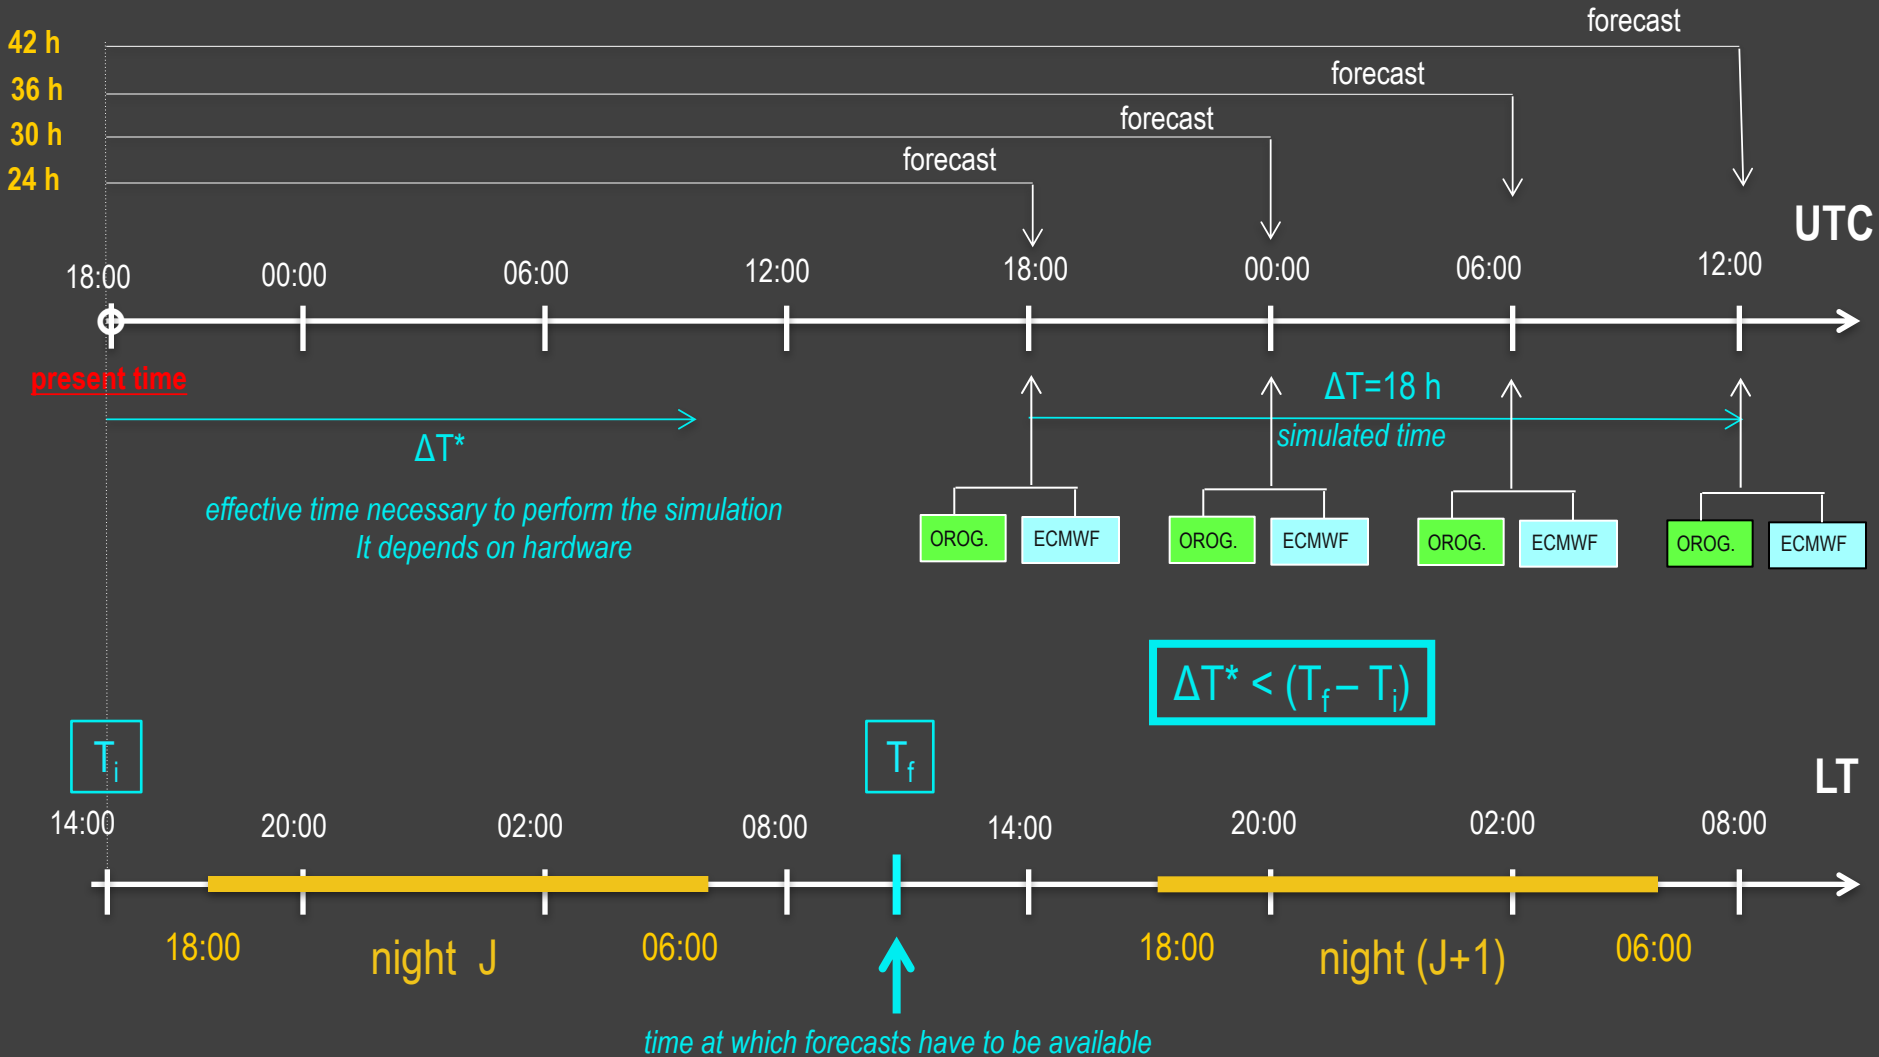 forecast
42 h
forecast
36 h
forecast
30 h
forecast
24 h
UTC
18:00 00:00 06:00 12:00 18:00 00:00 06:00 12:00
present time
ΔT=18 h
simulated time
ΔT*
effective time necessary to perform the simulation
It depends on hardware
OROG. ECMWF OROG. ECMWF OROG. ECMWF OROG. ECMWF
ΔT* < (Tf – Ti)
Ti Tf
LT
14:00 20:00 02:00 08:00 14:00 20:00 02:00 08:00
18:00 night J 06:00 18:00 night (J+1) 06:00
time at which forecasts have to be available